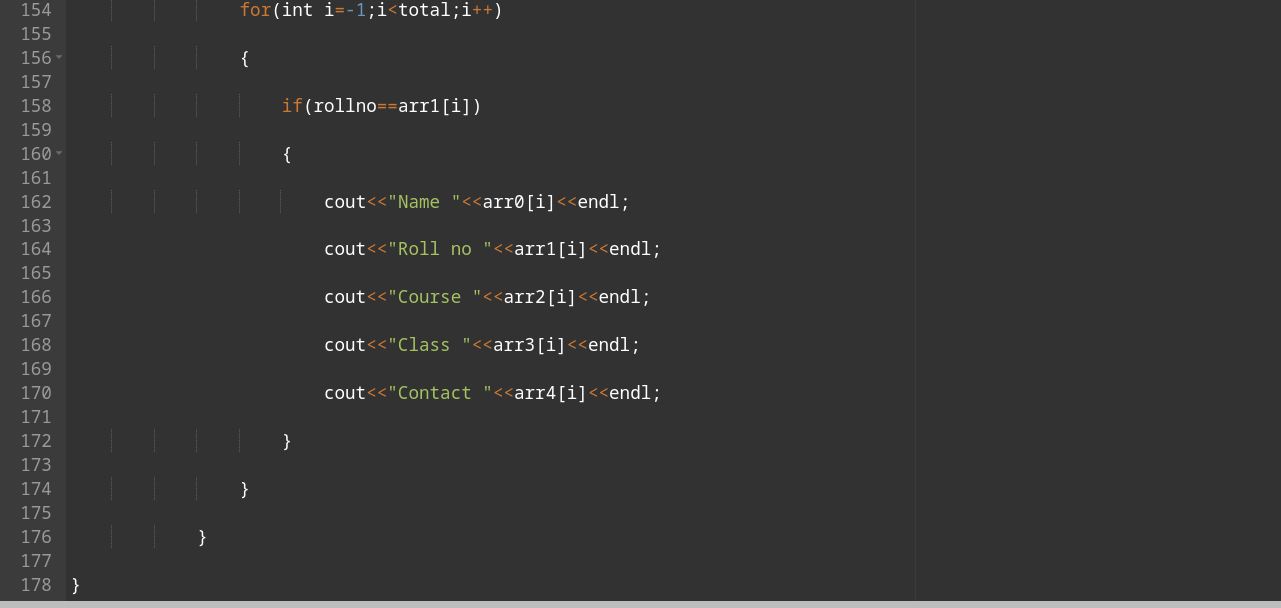 154 for(int i=-1;i<total;i++)
155
156 {
157
158 if(rollno==arr1[i])
159
160 {
161
162 cout<<"Name "<<arr0[i]<<endl;
163
164 cout<<"Roll no "<<arr1[i]<<endl;
165
166 cout<<"Course "<<arr2[i]<<endl;
167
168 cout<<"Class "<<arr3[i]<<endl;
169
170 cout<<"Contact "<<arr4[i]<<endl;
171
172 }
173
174 }
175
176 }
177
178 }